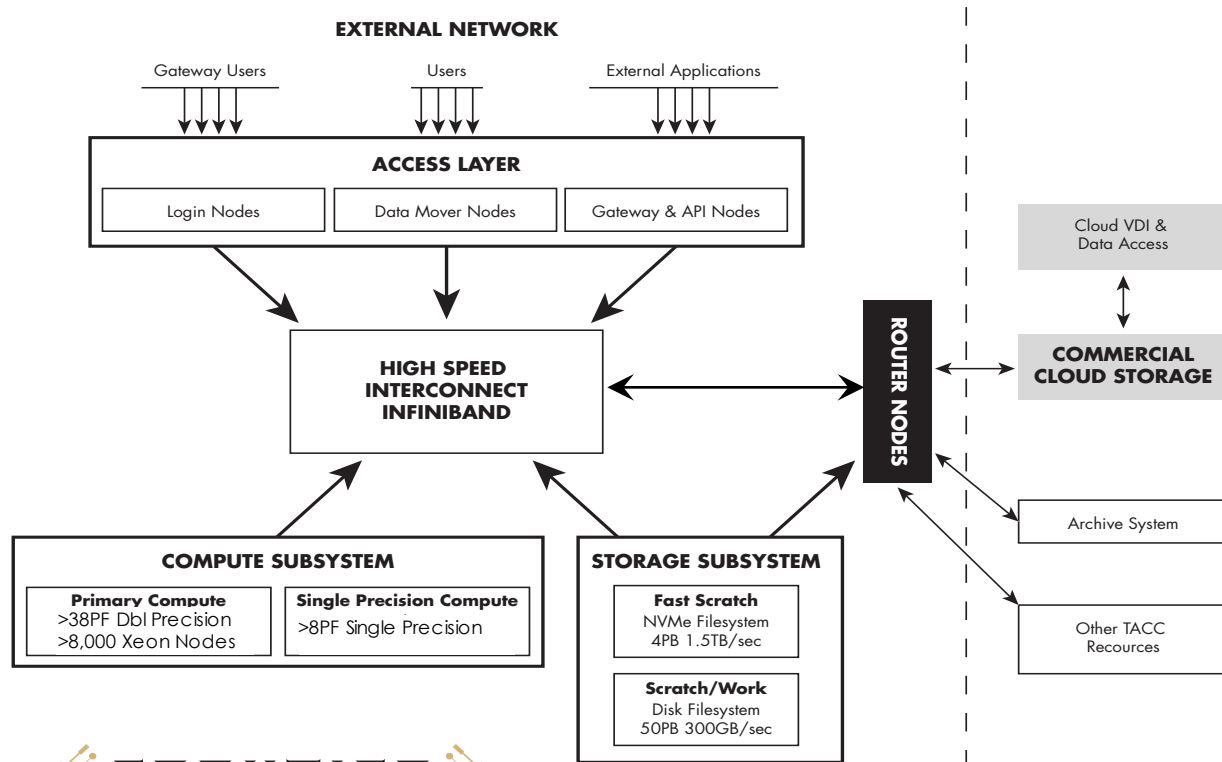 EXTERNAL NETWORK
Gateway Users
Users
External Applications
ACCESS LAYER
Login Nodes
Data Mover Nodes
Gateway & API Nodes
HIGH SPEED
INTERCONNECT
INFINIBAND
ROUTER NODES
Cloud VDI &
Data Access
COMMERCIAL
CLOUD STORAGE
Archive System
Other TACC
Recources
COMPUTE SUBSYSTEM
Primary Compute
>38PF Dbl Precision
>8,000 Xeon Nodes
Single Precision Compute
>8PF Single Precision
STORAGE SUBSYSTEM
Fast Scratch
NVMe Filesystem
4PB 1.5TB/sec
Scratch/Work
Disk Filesystem
50PB 300GB/sec